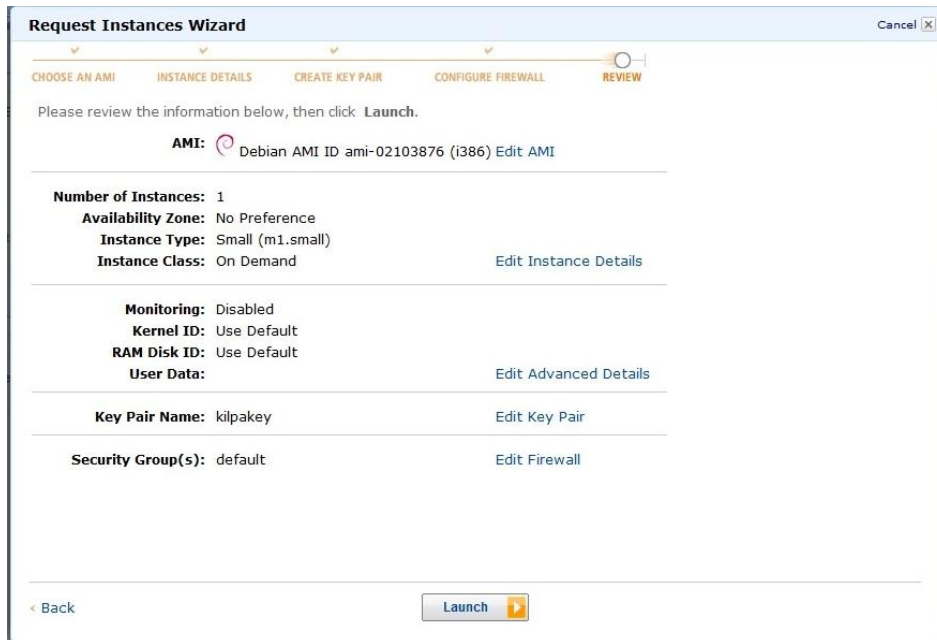 Request Instances Wizard
Cancel X
CHOOSE AN AMI INSTANCE DETAILS CREATE KEY PAIR CONFIGURE FIREWALL REVIEW
Please review the information below, then click Launch.
AMI: Debian AMI ID ami-02103876 (i386) Edit AMI
Number of Instances: 1
Availability Zone: No Preference
Instance Type: Small (m1.small)
Instance Class: On Demand Edit Instance Details
Monitoring: Disabled
Kernel ID: Use Default
RAM Disk ID: Use Default
User Data: Edit Advanced Details
Key Pair Name: kilpakey Edit Key Pair
Security Group(s): default Edit Firewall
< Back
Launch